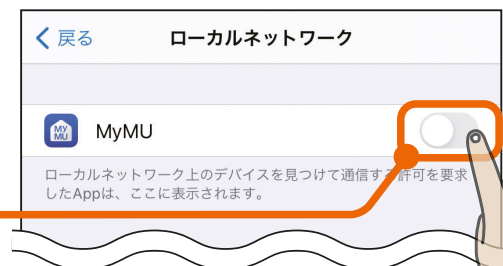 戻る
ローカルネットワーク
MY
MU
MyMU
ローカルネットワーク上のデバイスを見つけて通信する許可を要求
したAppは、ここに表示されます。